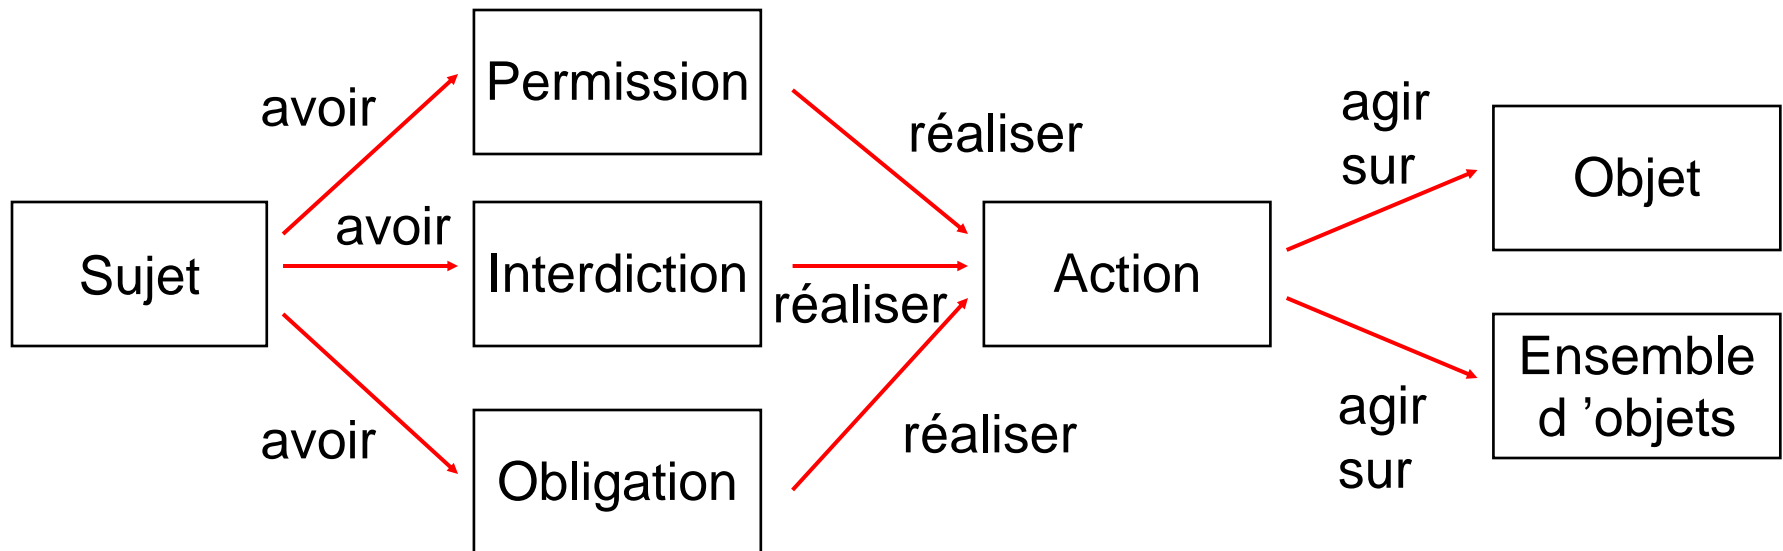 Permission
avoir
réaliser
agir
sur
Objet
Sujet
avoir
Interdiction
réaliser
Action
avoir
Obligation
réaliser
agir
sur
Ensemble
d ’objets